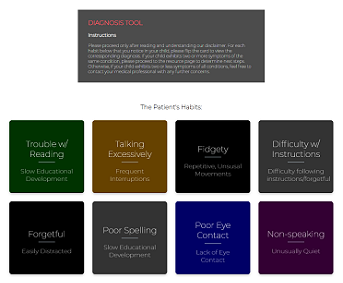 DIAGNOSIS TOOL
Instructions
Please proceed only after reading and understanding our disclaimer. For each
habit below that you notice in your child, please flip the card to view the
corresponding diagnosis. If your child exhibits two or more symptoms of the
same condition, please proceed to the resource page to determine next steps.
Otherwise, if your child exhibits two or less symptoms of all conditions, feel free to
contact your medical professional with any further concerns.
The Patient's Habits:
Trouble w/
Reading
Slow Educational
Development
Talking
Excessively
Frequent
Interruptions
Fidgety
Repetitive, Unusual
Movements
Difficulty w/
Instructions
Difficulty following
instructions/forgetful
Forgetful
Easily Distracted
Poor Spelling
Slow Educational
Development
Poor Eye
Contact
Lack of Eye
Contact
Non-speaking
Unusually Quiet